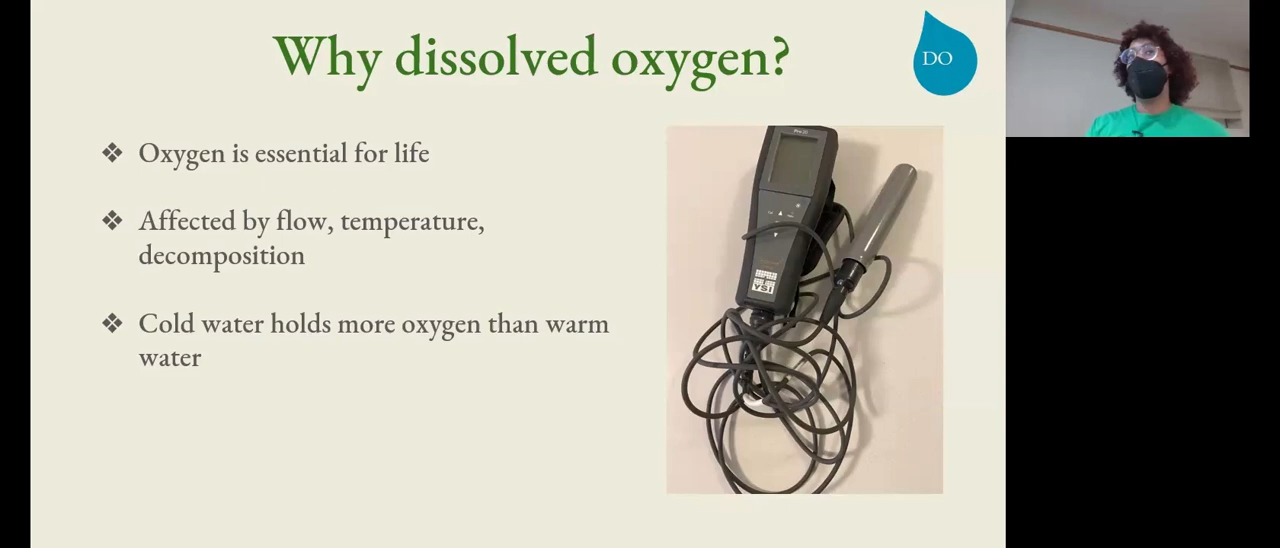 Why dissolved oxygen?
DO
❖ Oxygen is essential for life
❖ Affected by flow, temperature,
decomposition
❖ Cold water holds more oxygen than warm
water
YSI